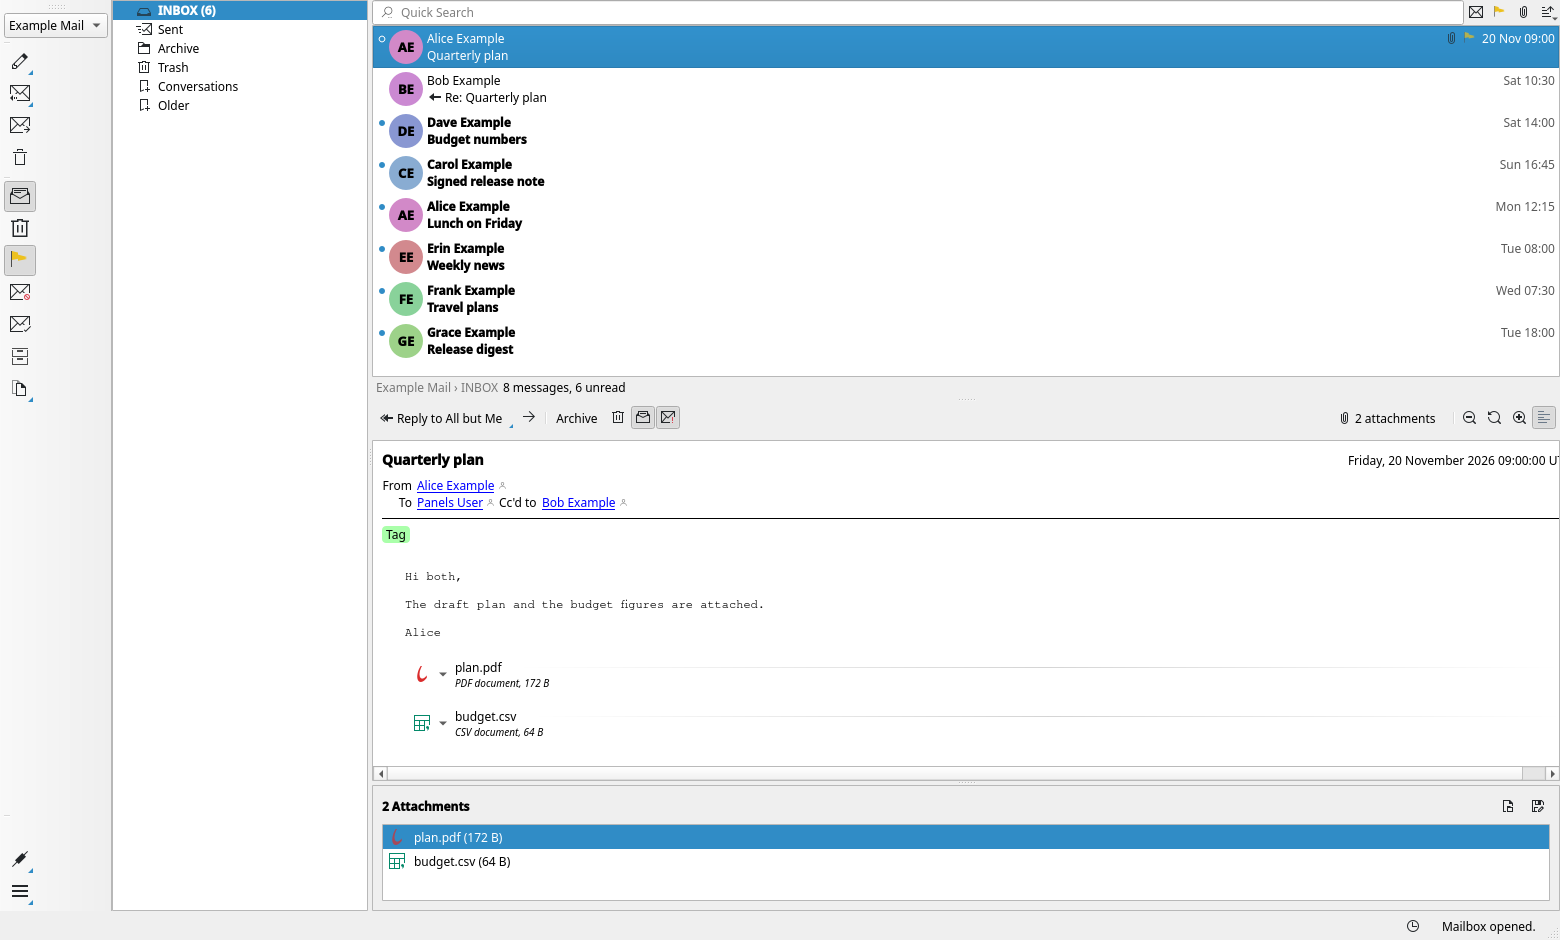 Example Mail
INBOX (6)
Sent
Archive
Trash
Conversations
Older
Quick Search
AE
Alice Example
20 Nov 09:00
Quarterly plan
BE
Bob Example
Sat 10:30
Re: Quarterly plan
DE
Dave Example
Sat 14:00
Budget numbers
CE
Carol Example
Sun 16:45
Signed release note
AE
Alice Example
Mon 12:15
Lunch on Friday
EE
Erin Example
Tue 08:00
Weekly news
FE
Frank Example
Wed 07:30
Travel plans
GE
Grace Example
Tue 18:00
Release digest
Example Mail › INBOX 8 messages, 6 unread
Reply to All but Me
Archive
2 attachments
Quarterly plan
Friday, 20 November 2026 09:00:00 U
From Alice Example
To Panels User Cc'd to Bob Example
Tag
Hi both,
The draft plan and the budget figures are attached.
Alice
plan.pdf
PDF document, 172 B
budget.csv
CSV document, 64 B
2 Attachments
plan.pdf (172 B)
budget.csv (64 B)
Mailbox opened.